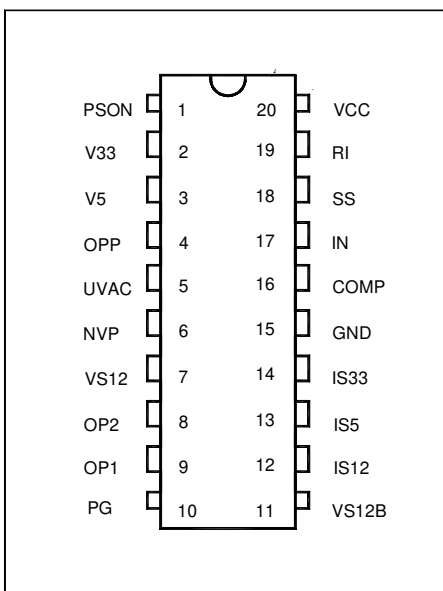 PSON 1 20 VCC
V33 2 19 RI
V5 3 18 SS
OPP 4 17 IN
UVAC 5 16 COMP
NVP 6 15 GND
VS12 7 14 IS33
OP2 8 13 IS5
OP1 9 12 IS12
PG 10 11 VS12B